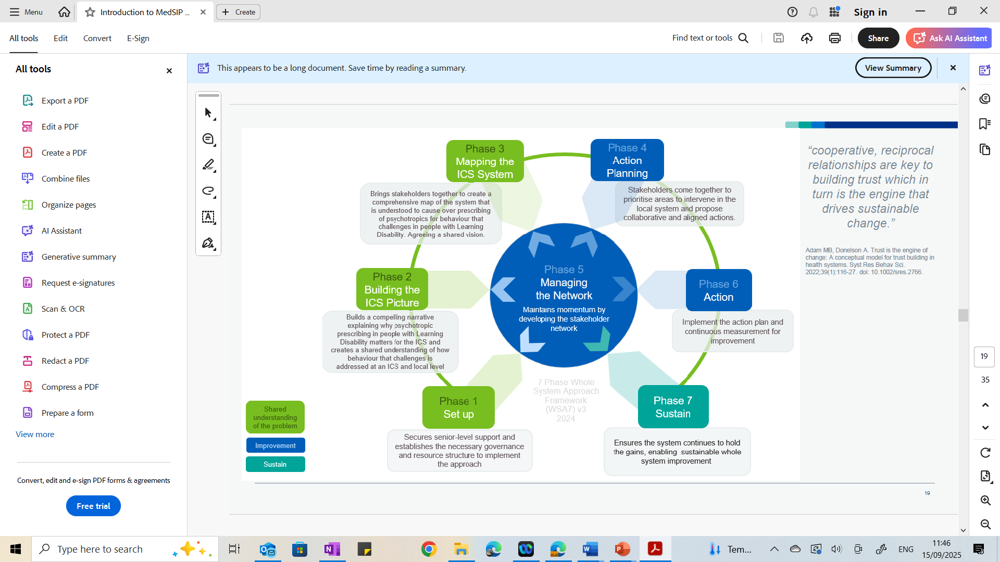 Menu
Introduction to MedSIP ...
Create
Sign in
All tools
Edit
Convert
E-Sign
Find text or tools
Share
Ask AI Assistant
All tools
This appears to be a long document. Save time by reading a summary.
View Summary
Export a PDF
Edit a PDF
Create a PDF
Combine files
Organize pages
AI Assistant
Generative summary
Request e-signatures
Scan & OCR
Protect a PDF
Redact a PDF
Compress a PDF
Prepare a form
View more
Convert, edit and e-sign PDF forms & agreements
Free trial
Phase 3
Mapping the
ICS System
Brings stakeholders together to create a
comprehensive map of the system that
is understood to cause over prescribing
of psychotropics for behaviour that
challenges in people with Learning
Disability. Agreeing a shared vision.
Phase 4
Action
Planning
Stakeholders come together to
prioritise areas to intervene in the
local system and propose
collaborative and aligned actions.
Phase 2
Building the
ICS Picture
Builds a compelling narrative
explaining why psychotropic
prescribing in people with Learning
Disability matters for the ICS and
creates a shared understanding of how
behaviour that challenges is
addressed at an ICS and local level
Phase 5
Managing
the Network
Maintains momentum by
developing the stakeholder
network
Phase 6
Action
Implement the action plan and
continuous measurement for
improvement
Phase 1
Set up
Secures senior-level support and
establishes the necessary governance
and resource structure to implement
the approach
7 Phase Whole
System Approach
Framework
(WSA7) v3
2024
Phase 7
Sustain
Ensures the system continues to hold
the gains, enabling sustainable whole
system improvement
Shared
understanding
of the problem
Improvement
Sustain
“cooperative, reciprocal
relationships are key to
building trust which in
turn is the engine that
drives sustainable
change.”
Adam MB, Donelson A. Trust is the engine of
change: A conceptual model for trust building in
health systems. Syst Res Behav Sci.
2022;39(1):116-27. doi: 10.1002/sres.2766.
19
19
35
Type here to search
Tem...
ENG
11:46
15/09/2025